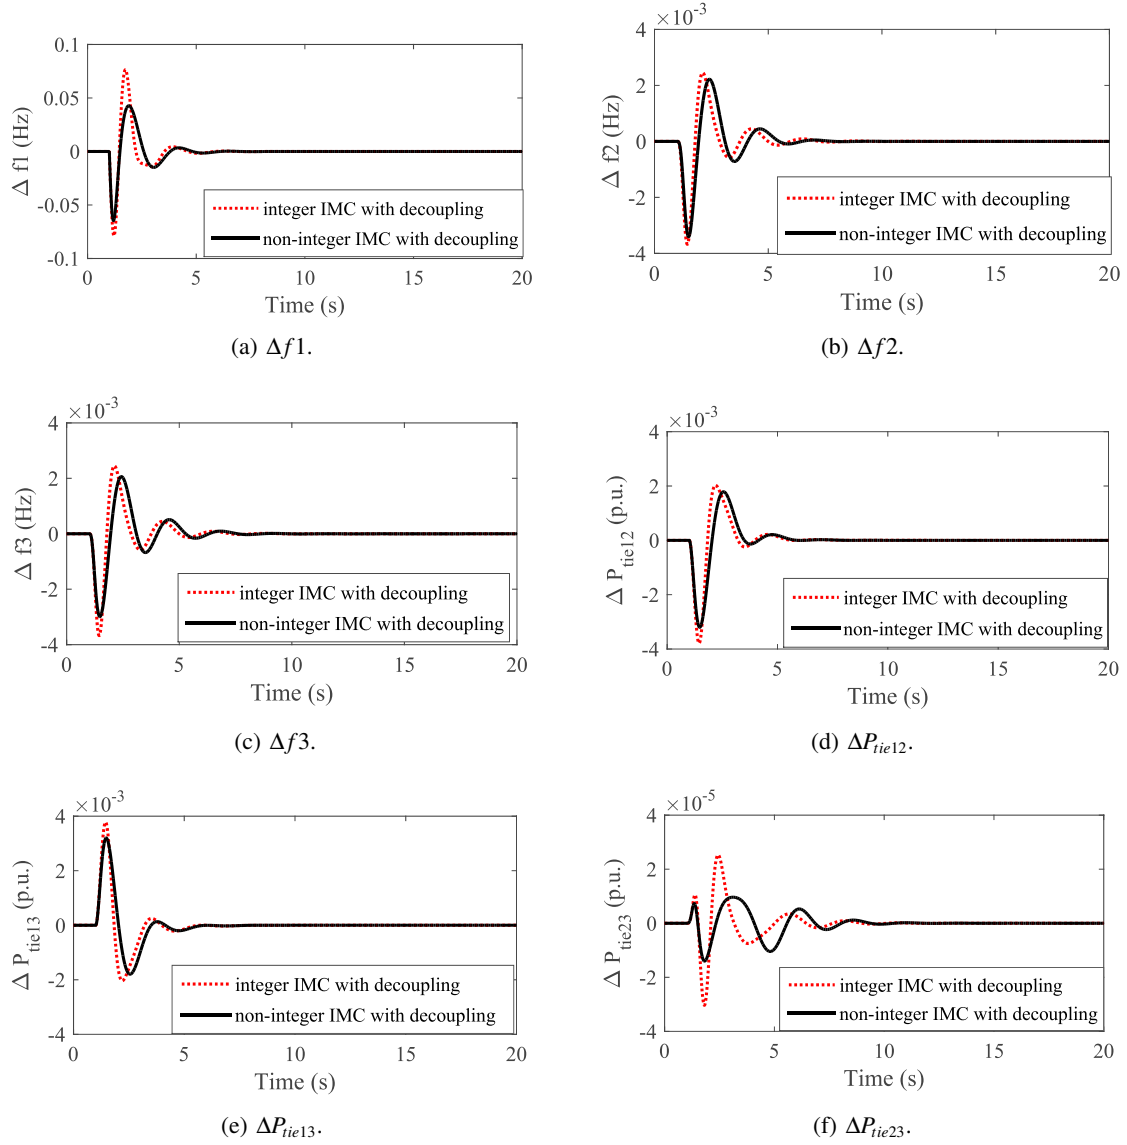 0.1
0.05
0
-0.05
-0.1
Δ f1 (Hz)
integer IMC with decoupling
non-integer IMC with decoupling
0 5 10 15 20
Time (s)
(a) Δf1.
×10-3
4
2
0
-2
-4
Δ f2 (Hz)
integer IMC with decoupling
non-integer IMC with decoupling
0 5 10 15 20
Time (s)
(b) Δf2.
×10-3
4
2
0
-2
-4
Δ f3 (Hz)
integer IMC with decoupling
non-integer IMC with decoupling
0 5 10 15 20
Time (s)
(c) Δf3.
×10-3
4
2
0
-2
-4
Δ Ptie12 (p.u.)
integer IMC with decoupling
non-integer IMC with decoupling
0 5 10 15 20
Time (s)
(d) ΔPtie12.
×10-3
4
2
0
-2
-4
Δ Ptie13 (p.u.)
integer IMC with decoupling
non-integer IMC with decoupling
0 5 10 15 20
Time (s)
(e) ΔPtie13.
×10-5
4
2
0
-2
-4
Δ Ptie23 (p.u.)
integer IMC with decoupling
non-integer IMC with decoupling
0 5 10 15 20
Time (s)
(f) ΔPtie23.